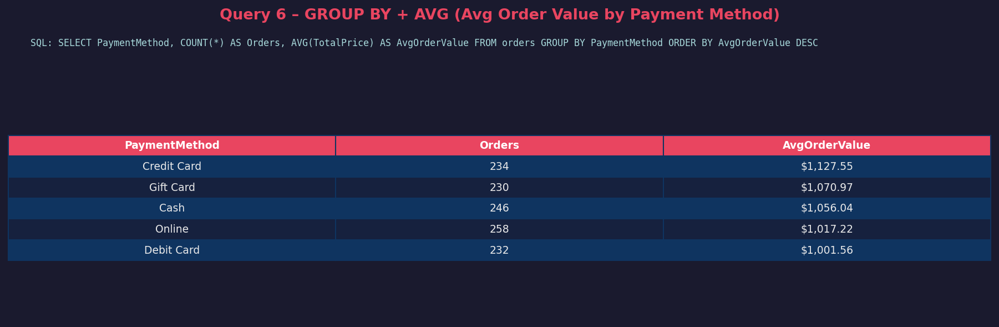 Query 6 – GROUP BY + AVG (Avg Order Value by Payment Method)
SQL: SELECT PaymentMethod, COUNT(*) AS Orders, AVG(TotalPrice) AS AvgOrderValue FROM orders GROUP BY PaymentMethod ORDER BY AvgOrderValue DESC
PaymentMethod Orders AvgOrderValue
Credit Card 234 $1,127.55
Gift Card 230 $1,070.97
Cash 246 $1,056.04
Online 258 $1,017.22
Debit Card 232 $1,001.56